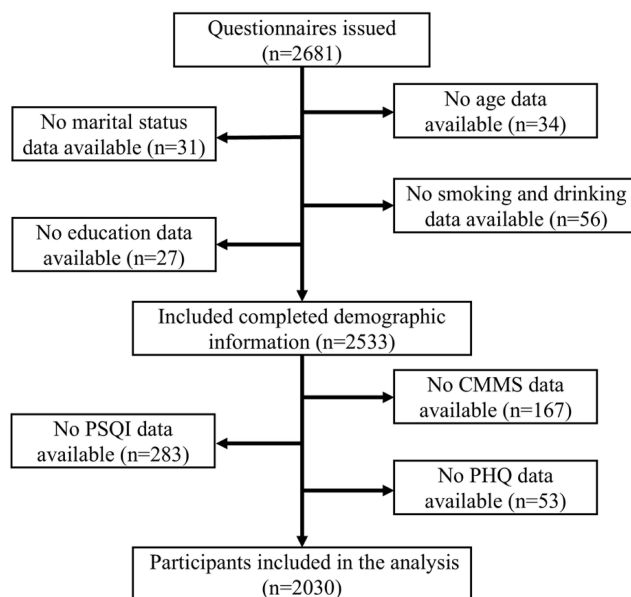 Questionnaires issued
(n=2681)
No age data
available (n=34)
No marital status
data available (n=31)
No smoking and drinking
data available (n=56)
No education data
available (n=27)
Included completed demographic
information (n=2533)
No CMMS data
available (n=167)
No PSQI data
available (n=283)
No PHQ data
available (n=53)
Participants included in the analysis
(n=2030)